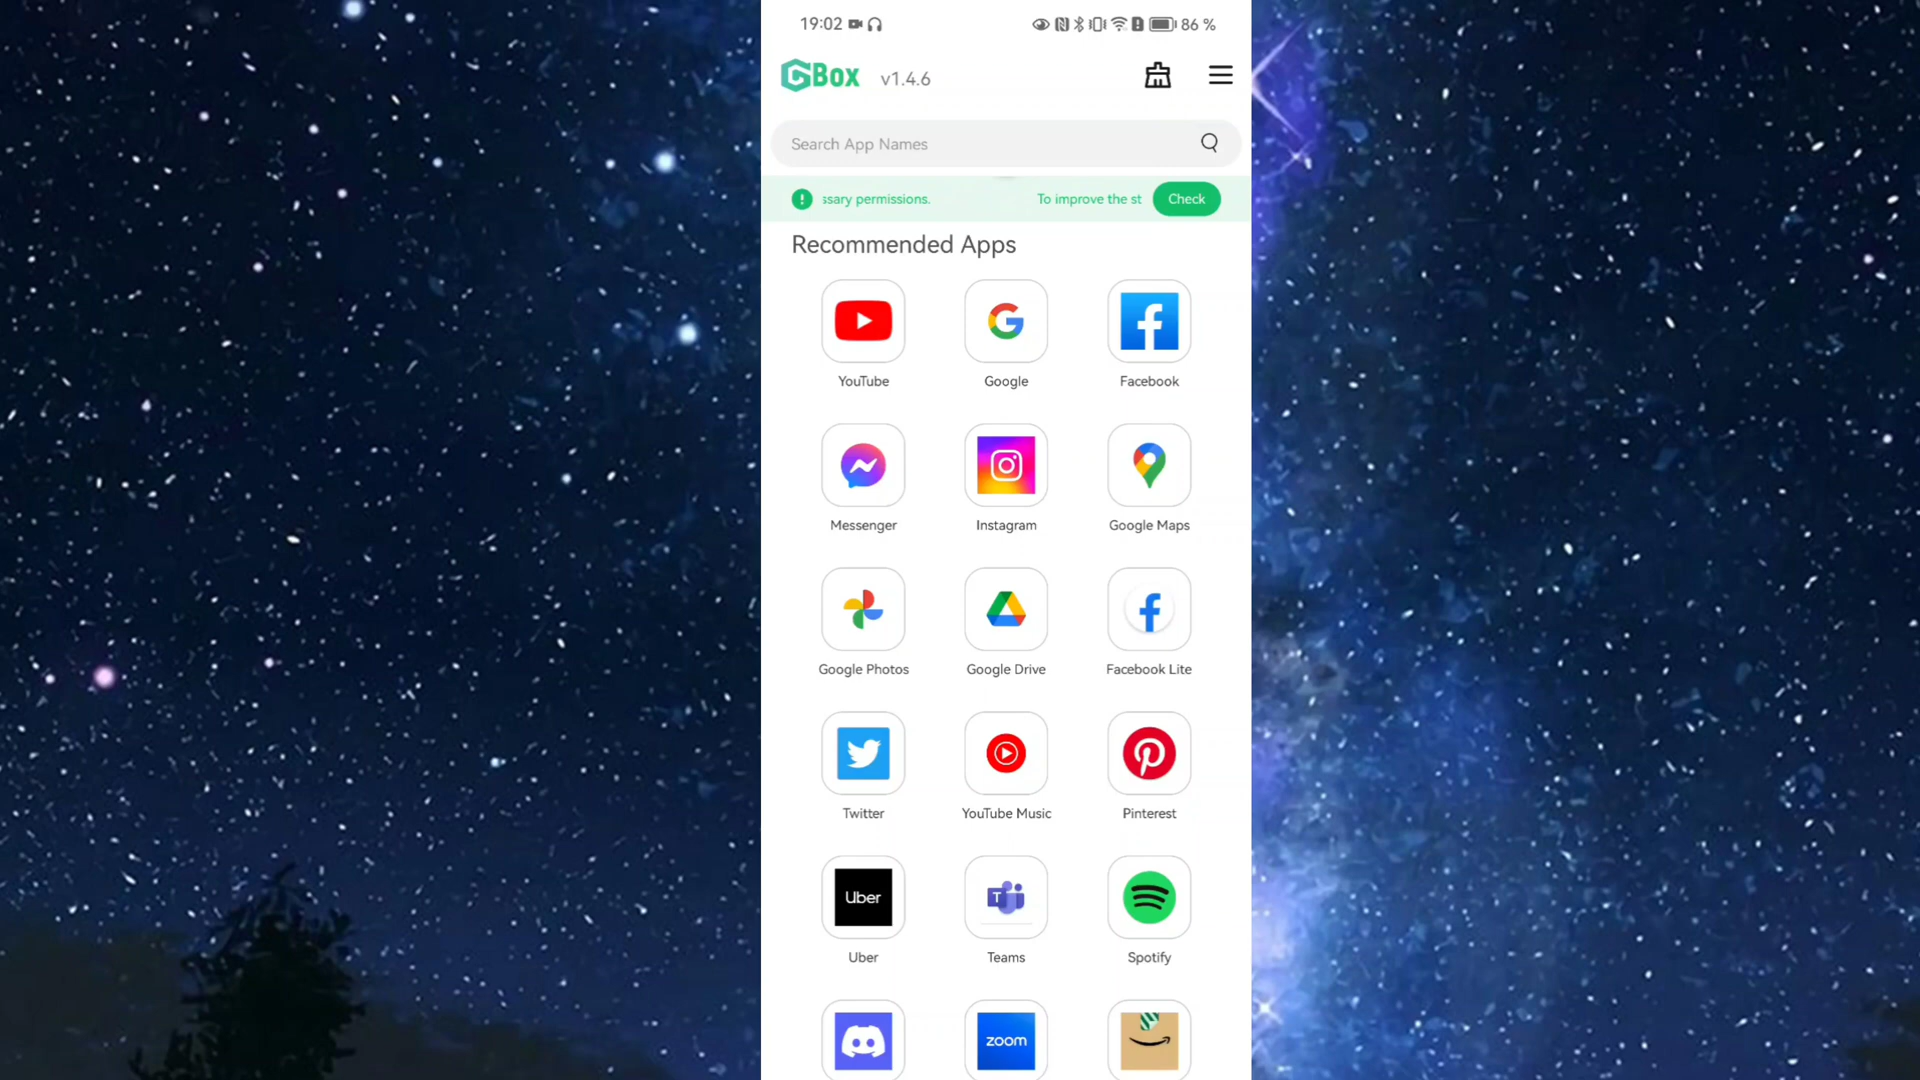 19:02 86 %
GBox v1.4.6
Search App Names
ssary permissions. To improve the st Check
Recommended Apps
YouTube Google Facebook
Messenger Instagram Google Maps
Google Photos Google Drive Facebook Lite
Twitter YouTube Music Pinterest
Uber
Uber Teams Spotify
zoom